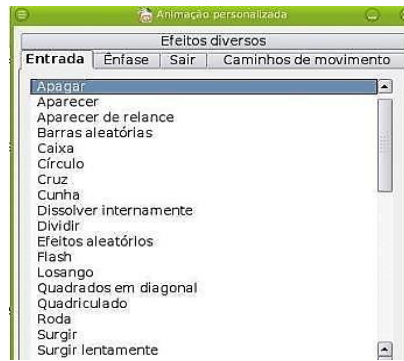 Animação personalizada
Efeitos diversos
Entrada Ênfase Sair Caminhos de movimento
Apagar
Aparecer
Aparecer de relance
Barras aleatórias
Caixa
Círculo
Cruz
Cunha
Dissolver internamente
Dividir
Efeitos aleatórios
Flash
Losango
Quadrados em diagonal
Quadriculado
Roda
Surgir
Surgir lentamente